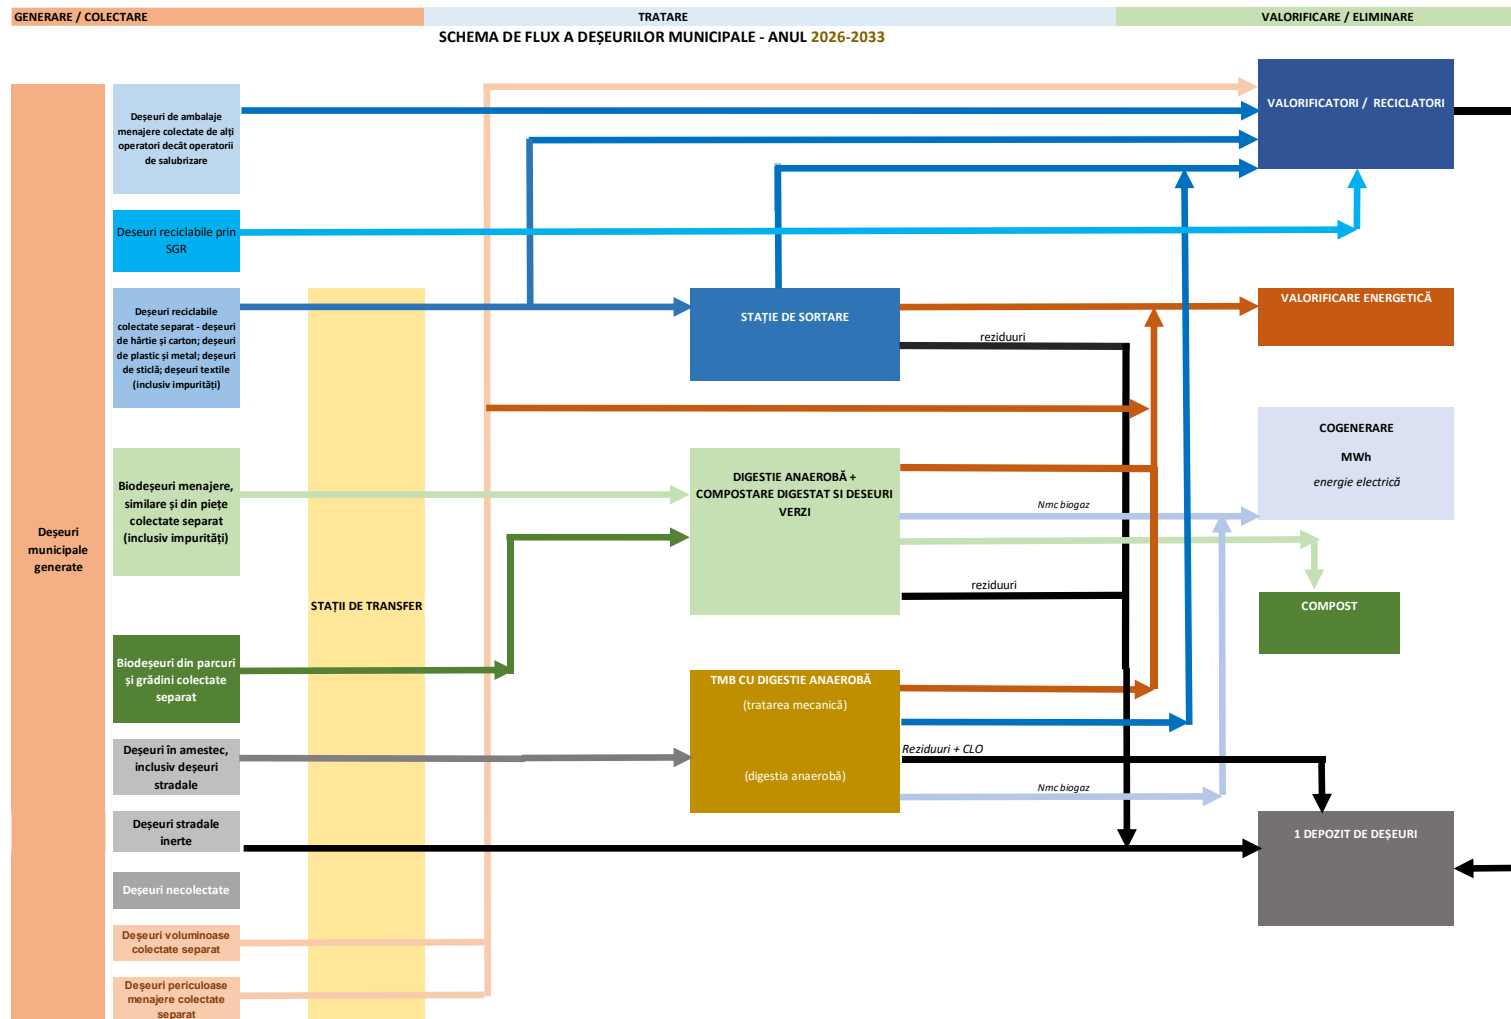 GENERARE / COLECTARE
TRATARE
VALORIFICARE / ELIMINARE
SCHEMA DE FLUX A DEȘEURILOR MUNICIPALE - ANUL 2026-2033
Deșeuri
municipale
generate
Deșeuri de ambalaje
menajere colectate de alți
operatori decât operatorii
de salubrizare
Deseuri reciclabile prin
SGR
Deșeuri reciclabile
colectate separat - deșeuri
de hârtie și carton; deșeuri
de plastic și metal; deșeuri
de sticlă; deșeuri textile
(inclusiv impurități)
Biodeșeuri menajere,
similare și din piețe
colectate separat
(inclusiv impurități)
Biodeșeuri din parcuri
și grădini colectate
separat
Deșeuri în amestec,
inclusiv deșeuri
stradale
Deșeuri stradale
inerte
Deșeuri necolectate
Deșeuri voluminoase
colectate separat
Deșeuri periculoase
menajere colectate
separat
STAȚII DE TRANSFER
STAȚIE DE SORTARE
reziduuri
DIGESTIE ANAEROBĂ +
COMPOSTARE DIGESTAT SI DESEURI
VERZI
Nmc biogaz
reziduuri
TMB CU DIGESTIE ANAEROBĂ
(tratarea mecanică)
(digestia anaerobă)
Reziduuri + CLO
Nmc biogaz
VALORIFICATORI / RECICLATORI
VALORIFICARE ENERGETICĂ
COGENERARE
MWh
energie electrică
COMPOST
1 DEPOZIT DE DEȘEURI